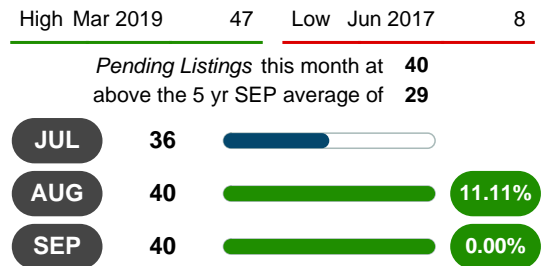 High Mar 2019 47 Low Jun 2017 8
Pending Listings this month at 40
above the 5 yr SEP average of 29
JUL 36
AUG 40 11.11%
SEP 40 0.00%